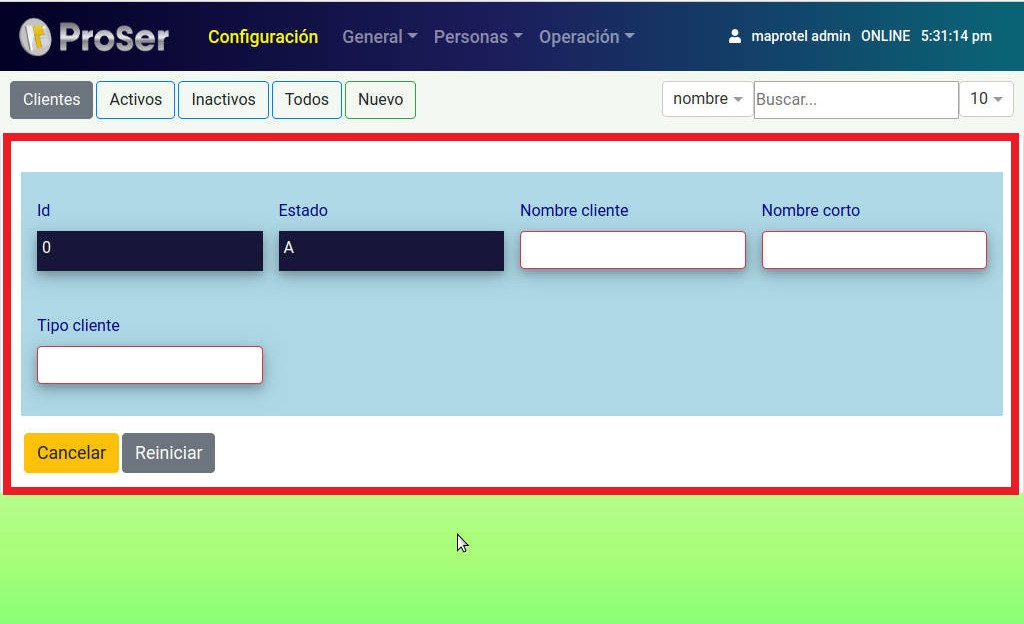 ProSer Configuración General Personas Operación maprotel admin ONLINE 5:31:14 pm
Clientes Activos Inactivos Todos Nuevo nombre Buscar... 10
Id Estado Nombre cliente Nombre corto
0 A
Tipo cliente
Cancelar Reiniciar